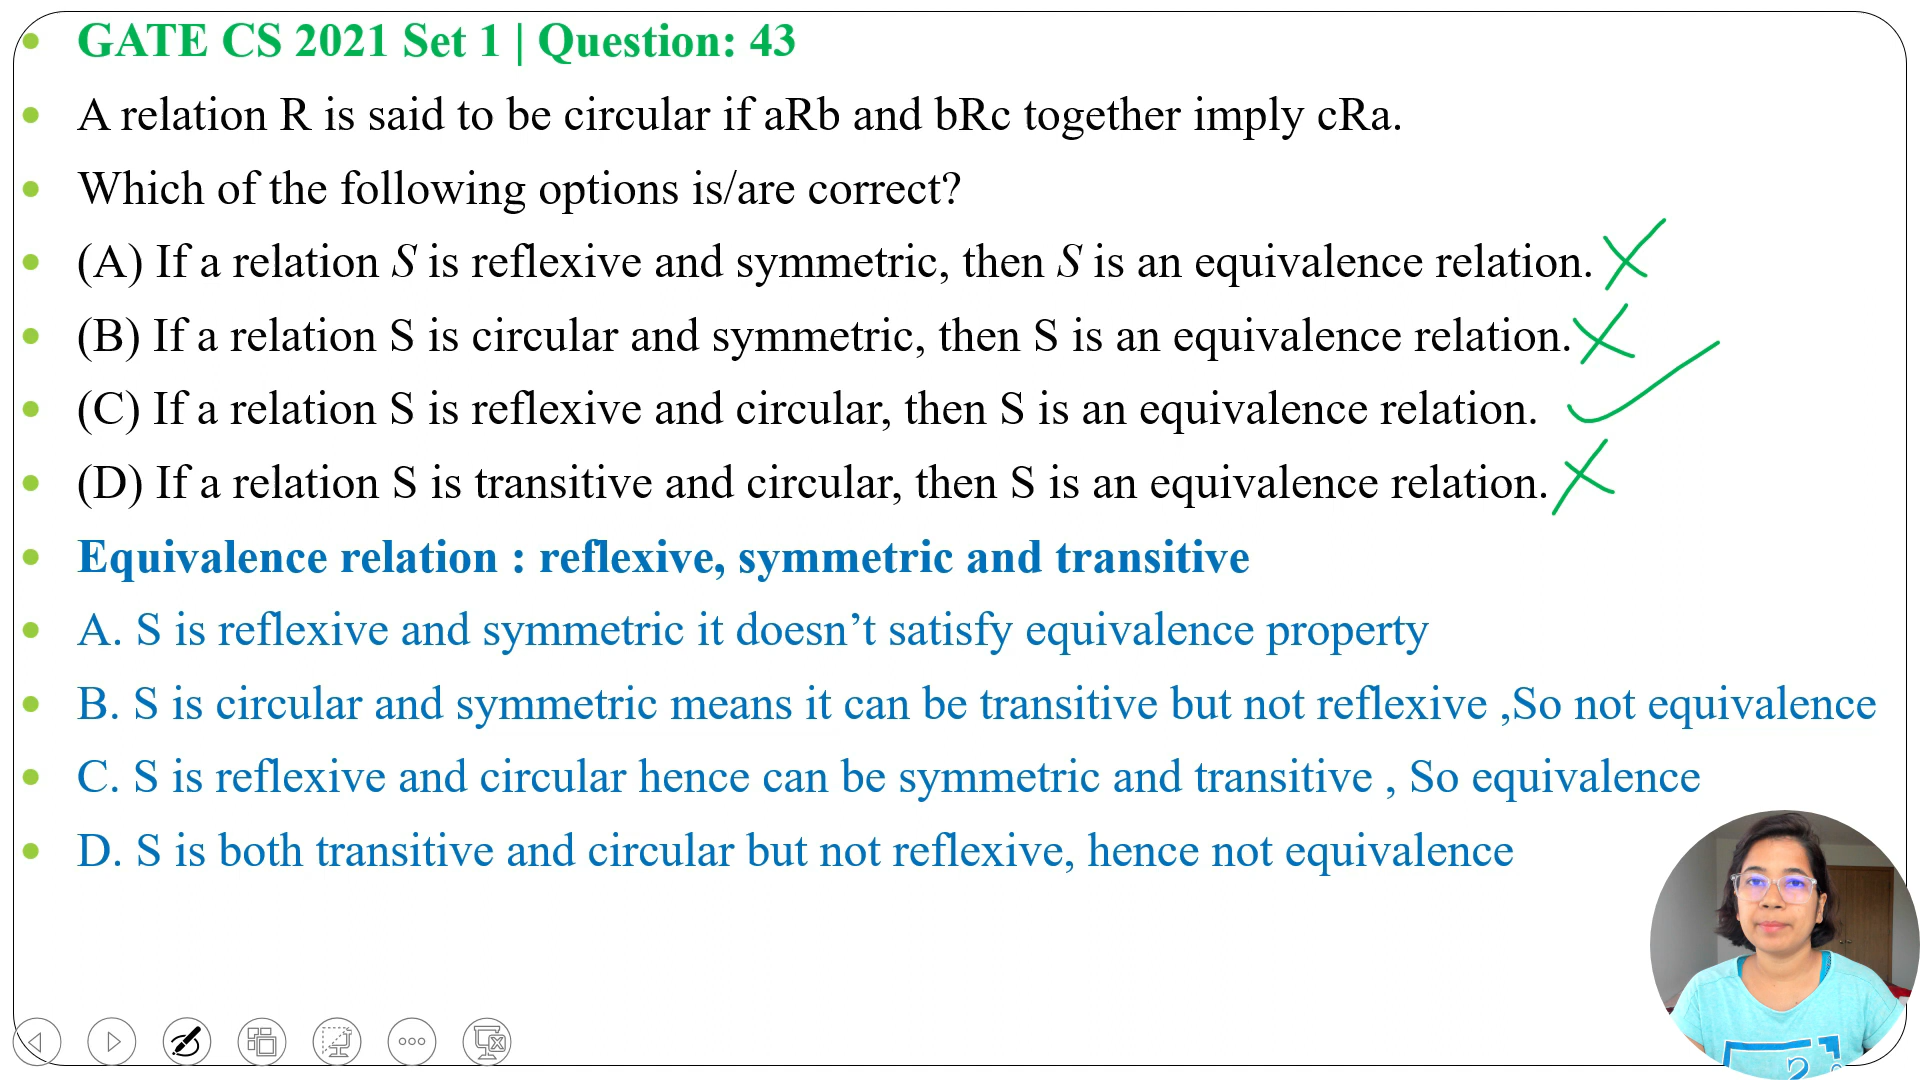 GATE CS 2021 Set 1 | Question: 43
A relation R is said to be circular if aRb and bRc together imply cRa.
Which of the following options is/are correct?
(A) If a relation S is reflexive and symmetric, then S is an equivalence relation.
(B) If a relation S is circular and symmetric, then S is an equivalence relation.
(C) If a relation S is reflexive and circular, then S is an equivalence relation.
(D) If a relation S is transitive and circular, then S is an equivalence relation.
Equivalence relation : reflexive, symmetric and transitive
A. S is reflexive and symmetric it doesn’t satisfy equivalence property
B. S is circular and symmetric means it can be transitive but not reflexive ,So not equivalence
C. S is reflexive and circular hence can be symmetric and transitive , So equivalence
D. S is both transitive and circular but not reflexive, hence not equivalence